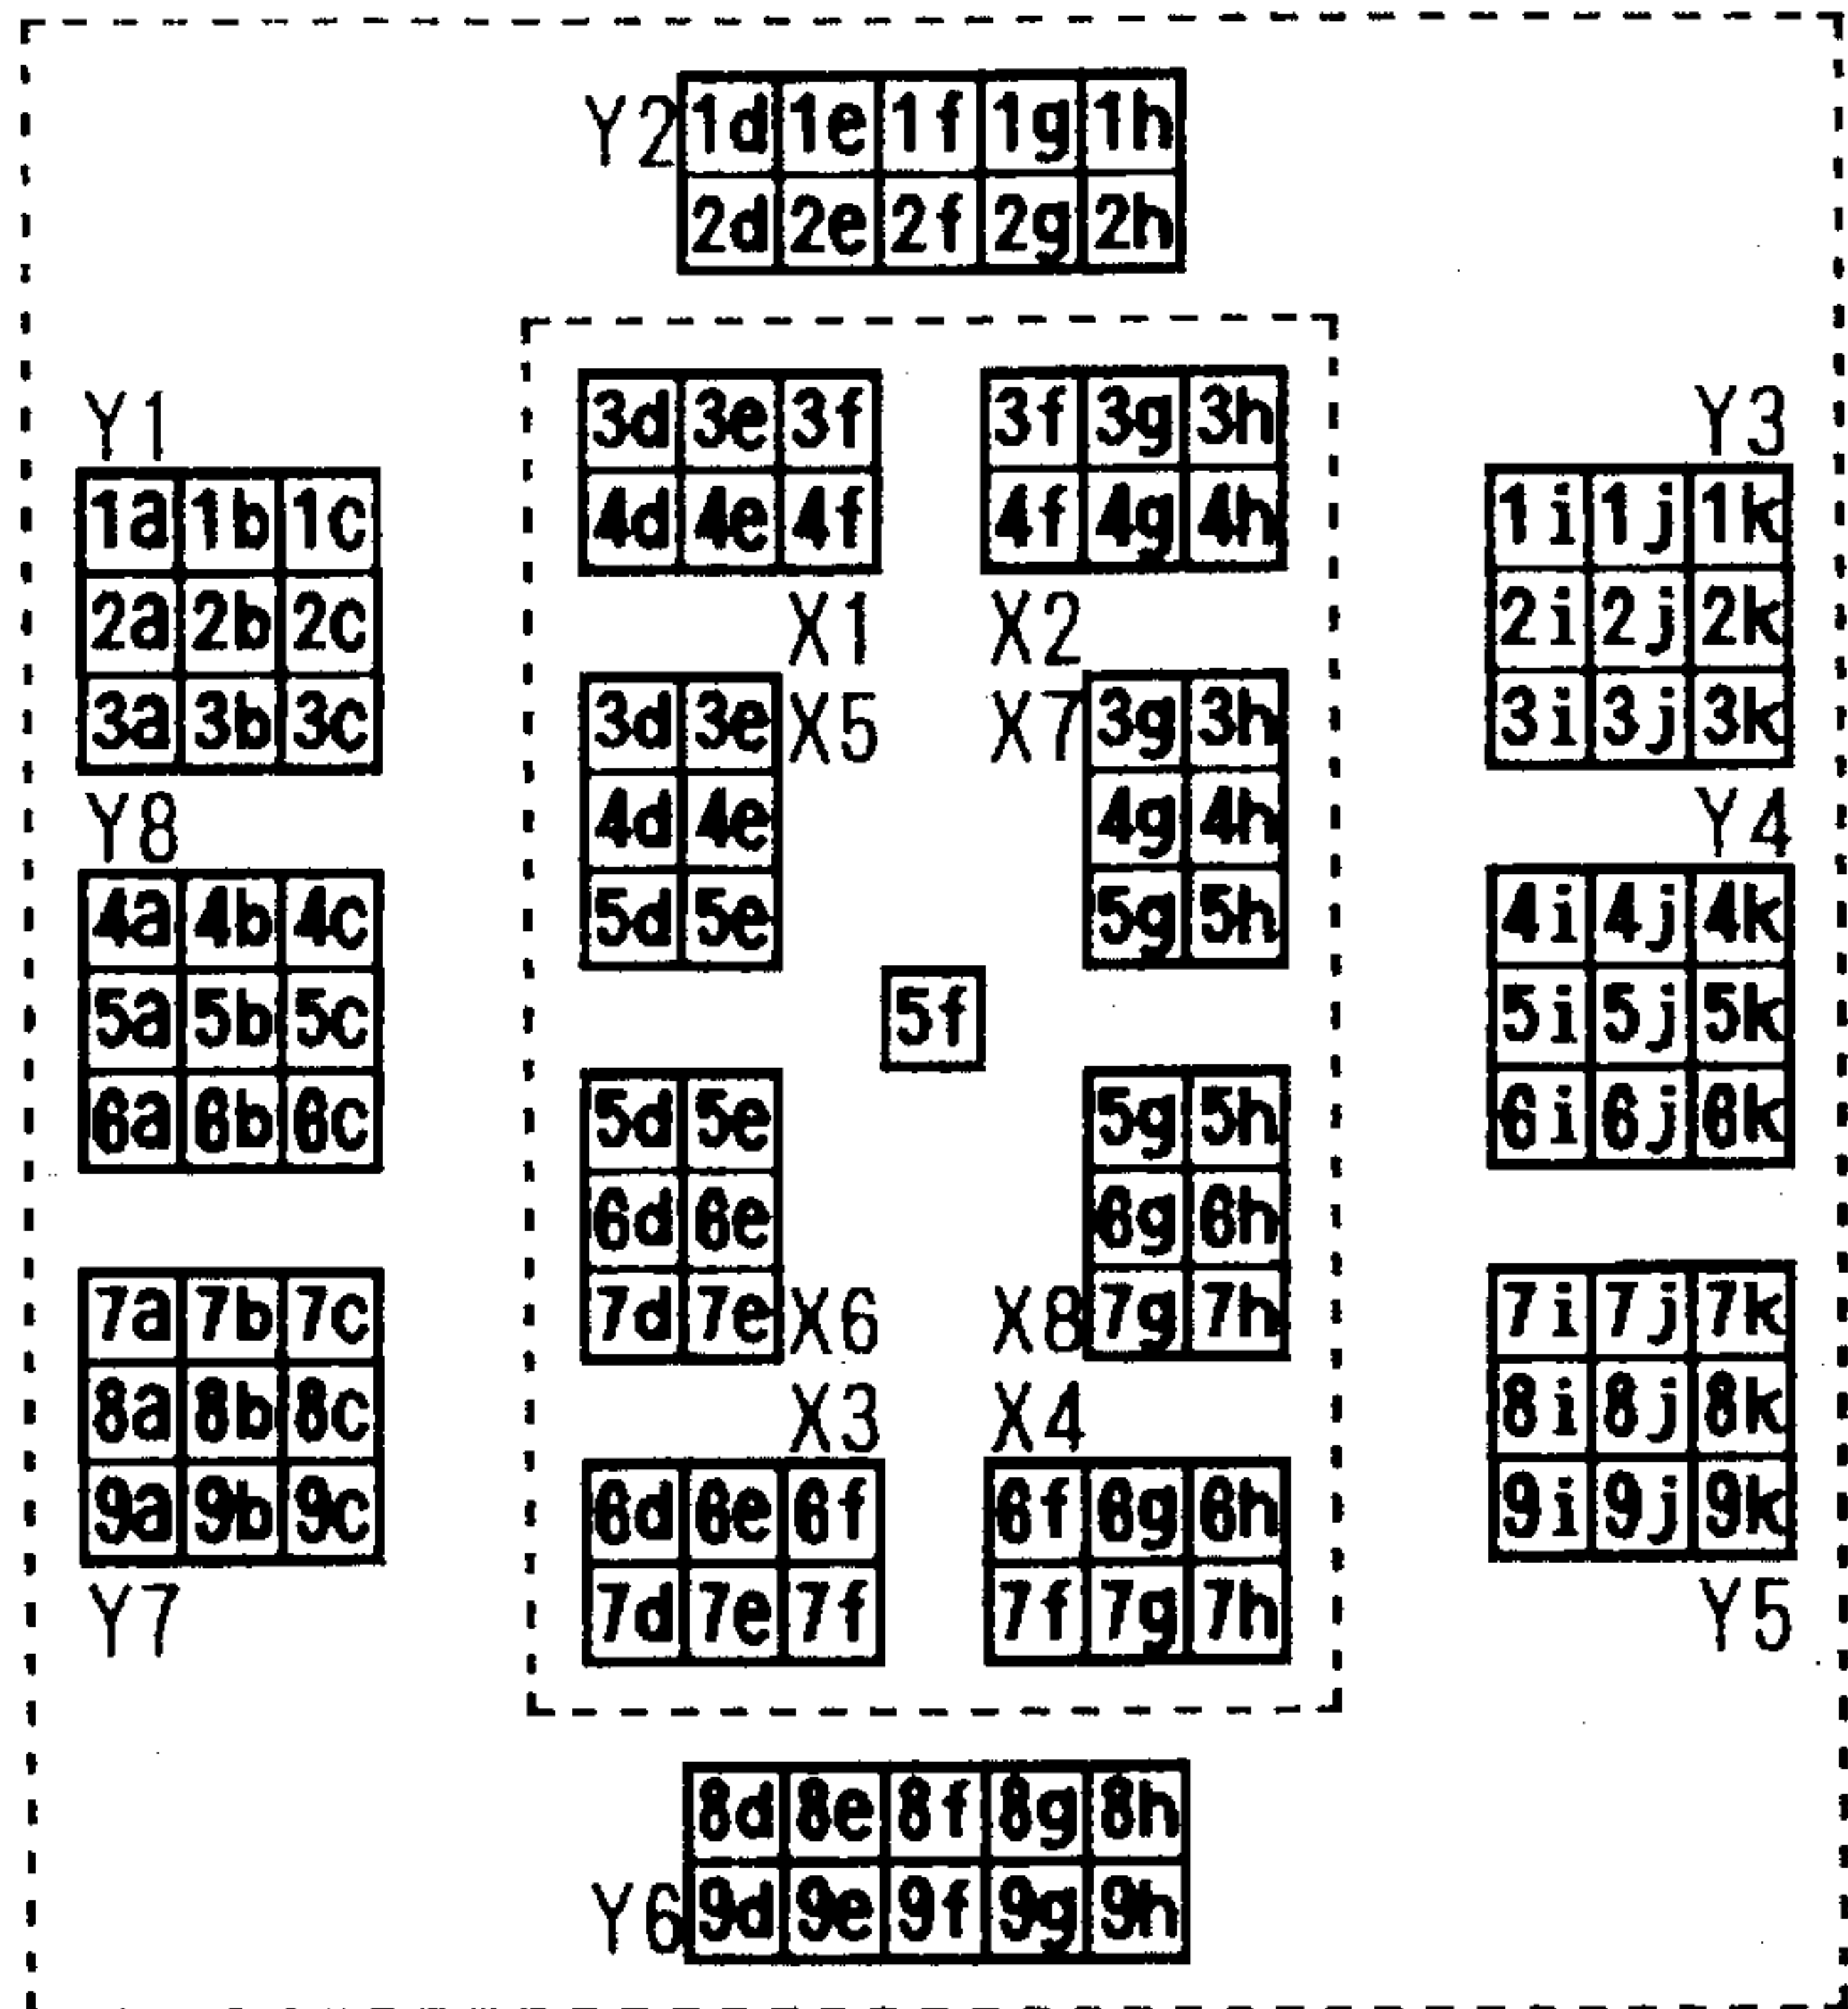 Y2
1d 1e 1f 1g 1h
2d 2e 2f 2g 2h
Y1
1a 1b 1c
2a 2b 2c
3a 3b 3c
Y8
4a 4b 4c
5a 5b 5c
6a 6b 6c
7a 7b 7c
8a 8b 8c
9a 9b 9c
Y7
3d 3e 3f
4d 4e 4f
X1
3f 3g 3h
4f 4g 4h
X2
3d 3e
4d 4e
5d 5e
X5
X7
3g 3h
4g 4h
5g 5h
5f
5d 5e
6d 6e
7d 7e
X6
X8
5g 5h
6g 6h
7g 7h
X3
6d 6e 6f
7d 7e 7f
X4
6f 6g 6h
7f 7g 7h
Y3
1i 1j 1k
2i 2j 2k
3i 3j 3k
Y4
4i 4j 4k
5i 5j 5k
6i 6j 6k
7i 7j 7k
8i 8j 8k
9i 9j 9k
Y5
8d 8e 8f 8g 8h
9d 9e 9f 9g 9h
Y6